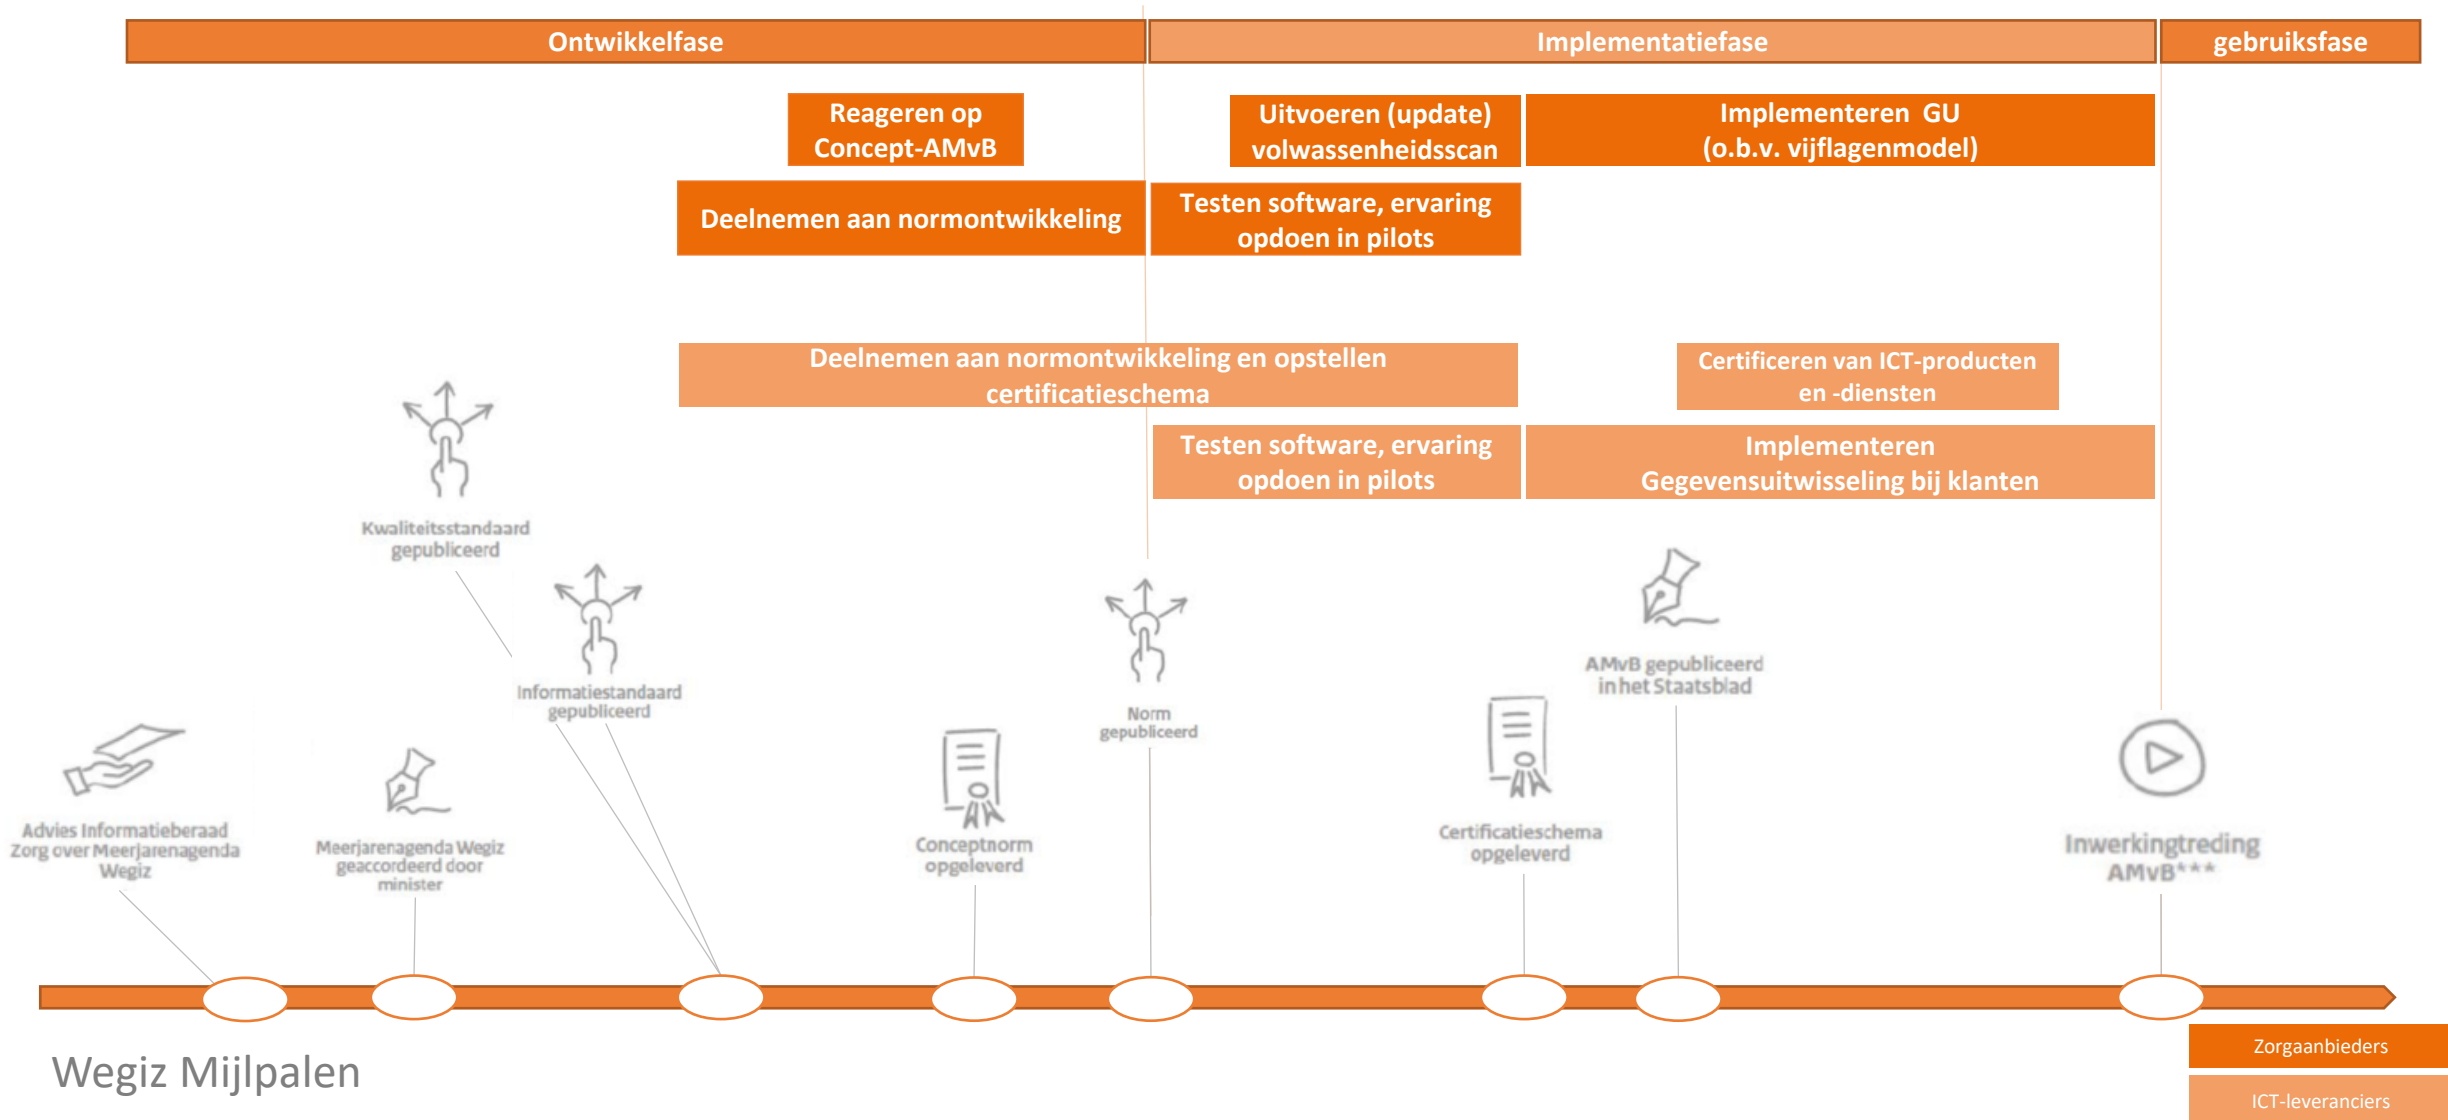 Ontwikkelfase
Implementatiefase
gebruiksfase
Reageren op
Concept-AMvB
Uitvoeren (update)
volwassenheidsscan
Implementeren GU
(o.b.v. vijflagenmodel)
Deelnemen aan normontwikkeling
Testen software, ervaring
opdoen in pilots
Deelnemen aan normontwikkeling en opstellen
certificatieschema
Certificeren van ICT-producten
en -diensten
Testen software, ervaring
opdoen in pilots
Implementeren
Gegevensuitwisseling bij klanten
Kwaliteitsstandaard
gepubliceerd
Informatiestandaard
gepubliceerd
Norm
gepubliceerd
AMvB gepubliceerd
in het Staatsblad
Advies Informatieberaad
Zorg over Meerjarenagenda
Wegiz
Meerjarenagenda Wegiz
geaccordeerd door
minister
Conceptnorm
opgeleverd
Certificatieschema
opgeleverd
Inwerkingtreding
AMvB***
Wegiz Mijlpalen
Zorgaanbieders
ICT-leveranciers